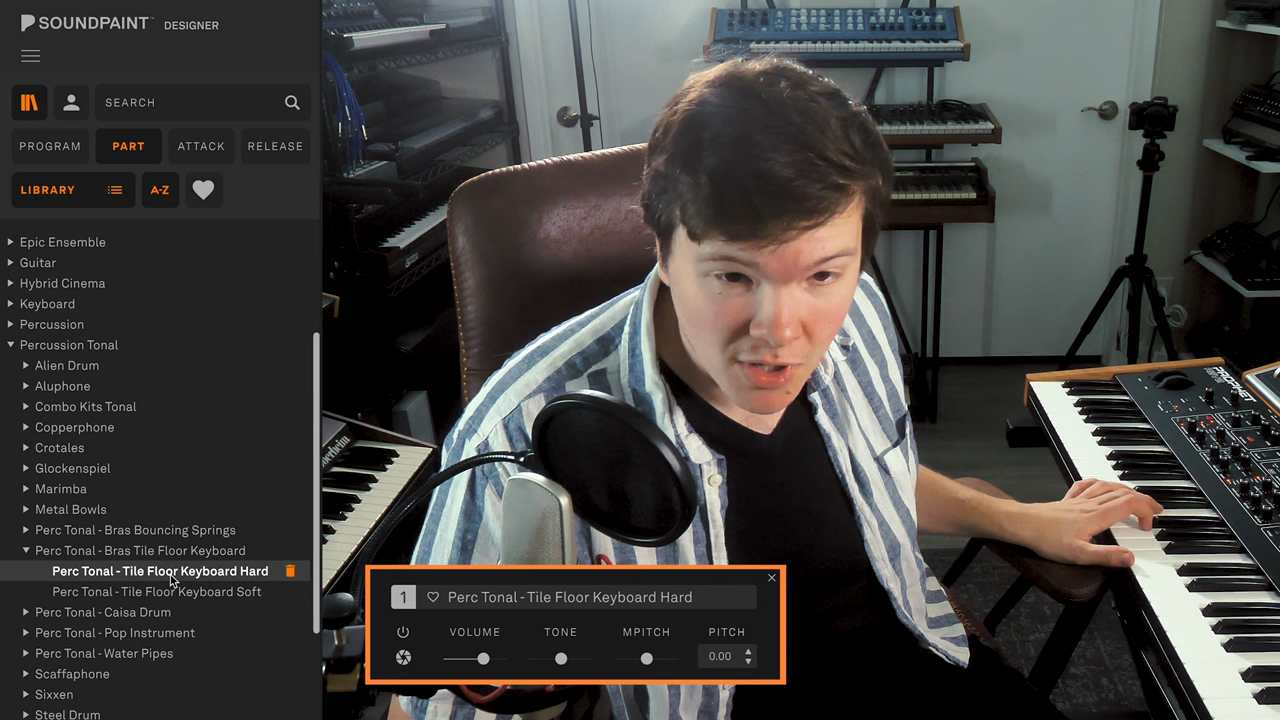 SOUNDPAINT™ DESIGNER
SEARCH
PROGRAM PART ATTACK RELEASE
LIBRARY A-Z
Epic Ensemble
Guitar
Hybrid Cinema
Keyboard
Percussion
Percussion Tonal
Alien Drum
Aluphone
Combo Kits Tonal
Copperphone
Crotales
Glockenspiel
Marimba
Metal Bowls
Perc Tonal - Bras Bouncing Springs
Perc Tonal - Bras Tile Floor Keyboard
Perc Tonal - Tile Floor Keyboard Hard
Perc Tonal - Tile Floor Keyboard Soft
Perc Tonal - Caisa Drum
Perc Tonal - Pop Instrument
Perc Tonal - Water Pipes
Scaffaphone
Sixxen
Steel Drum
1 Perc Tonal - Tile Floor Keyboard Hard
VOLUME TONE MPITCH PITCH
0.00